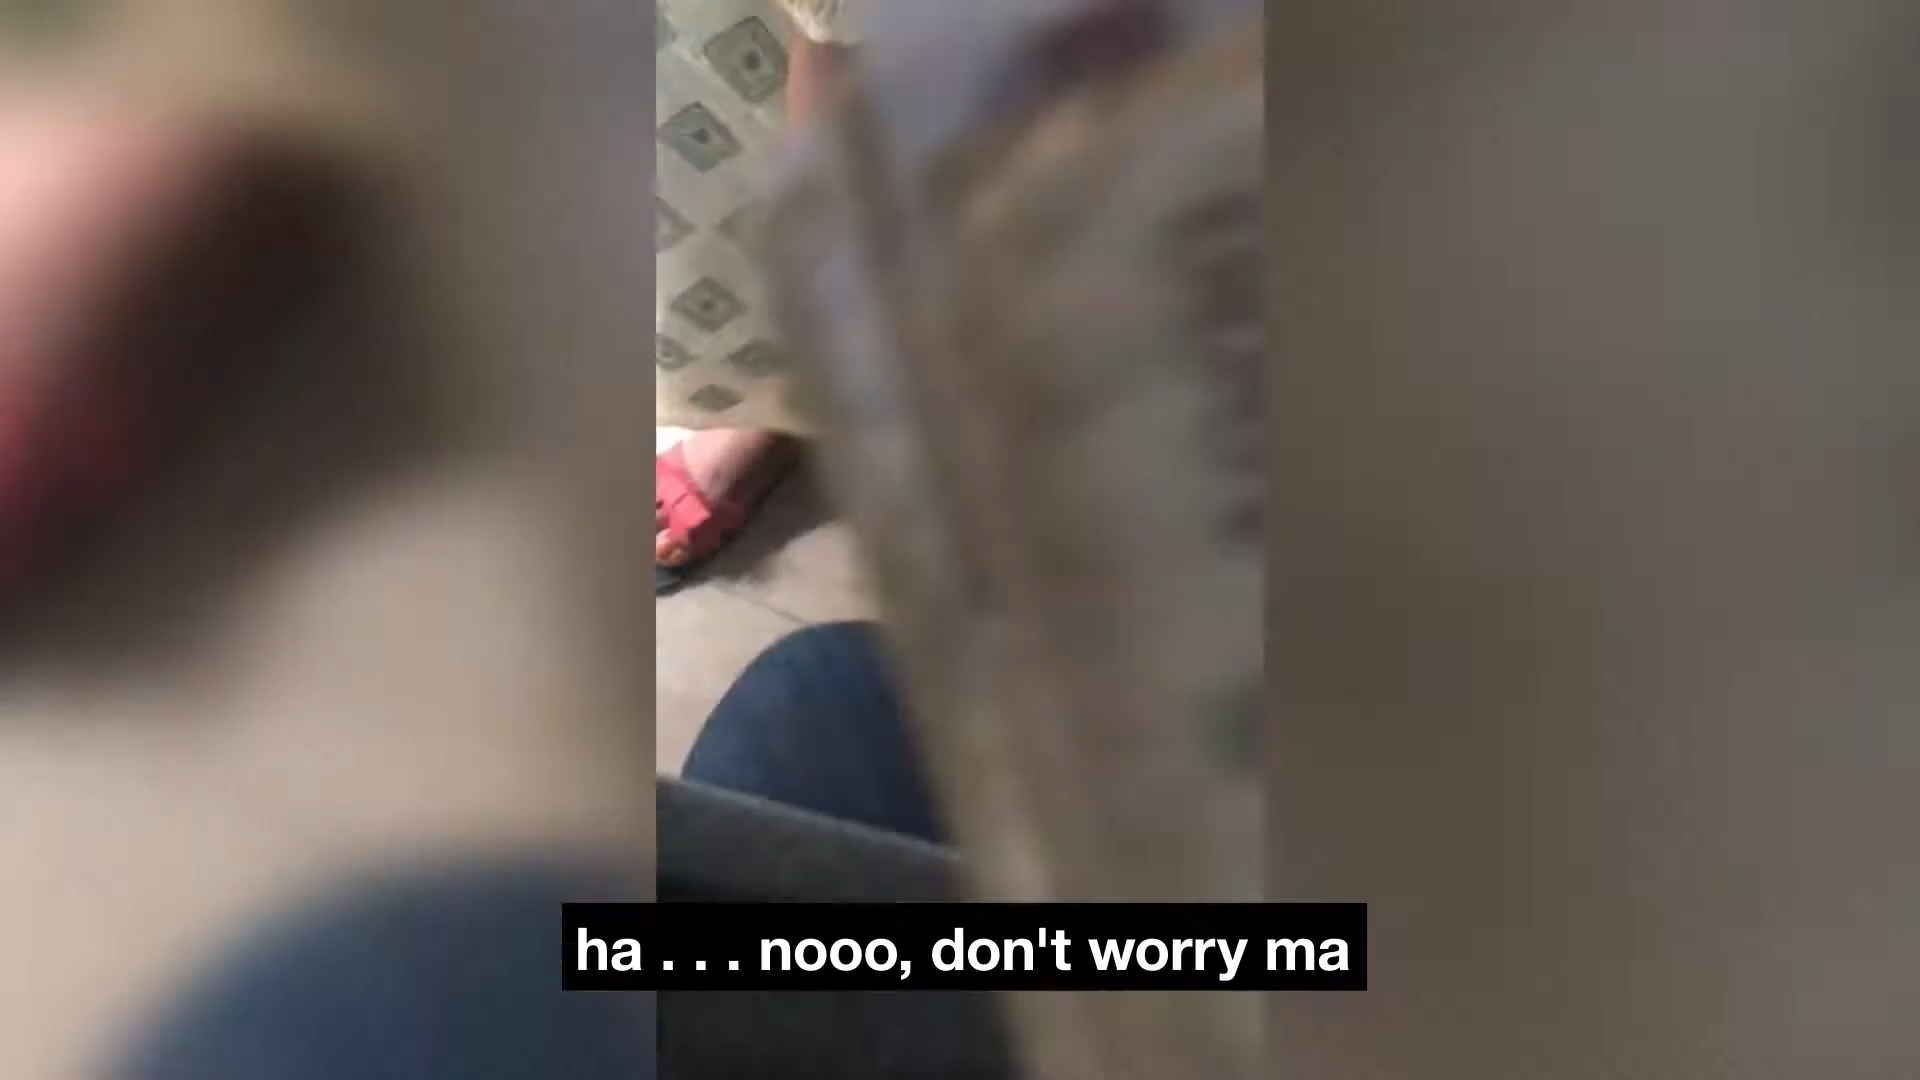 ha . . . nooo, don't worry ma